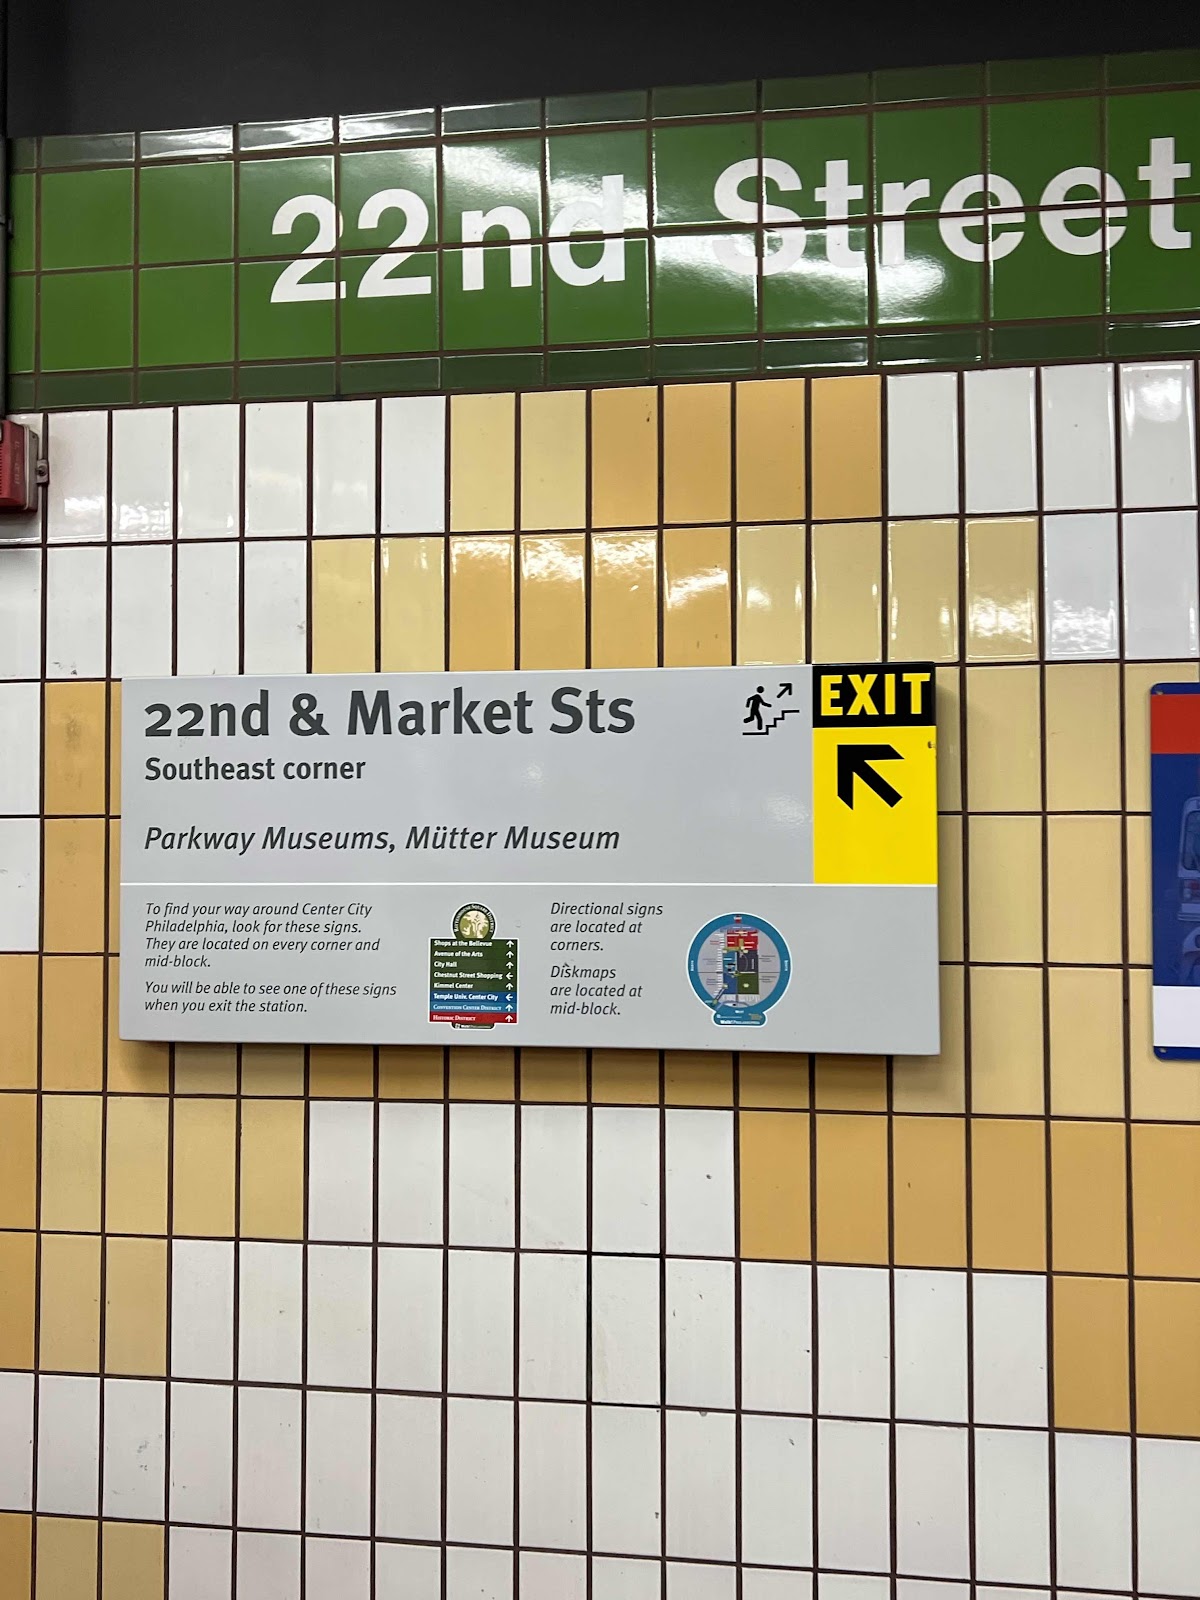 22nd Street
22nd & Market Sts
Southeast corner
Parkway Museums, Mütter Museum
EXIT
To find your way around Center City
Philadelphia, look for these signs.
They are located on every corner and
mid-block.
You will be able to see one of these signs
when you exit the station.
Shops at the Bellevue
Avenue of the Arts
City Hall
Chestnut Street Shopping
Kimmel Center
Temple Univ. Center City
Convention Center District
Historic District
Directional signs
are located at
corners.
Diskmaps
are located at
mid-block.